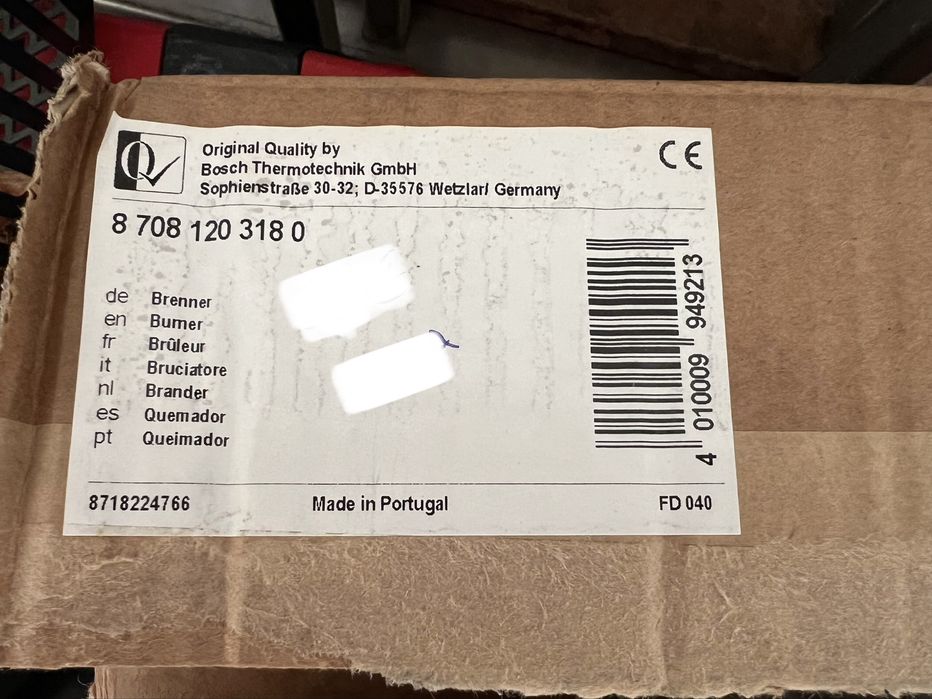 Original Quality by
Bosch Thermotechnik GmbH
Sophienstraße 30-32; D-35576 Wetzlar/ Germany
CE
8 708 120 318 0
de Brenner
en Burner
fr Brûleur
it Bruciatore
nl Brander
es Quemador
pt Queimador
4 010009 949213
8718224766 Made in Portugal FD 040